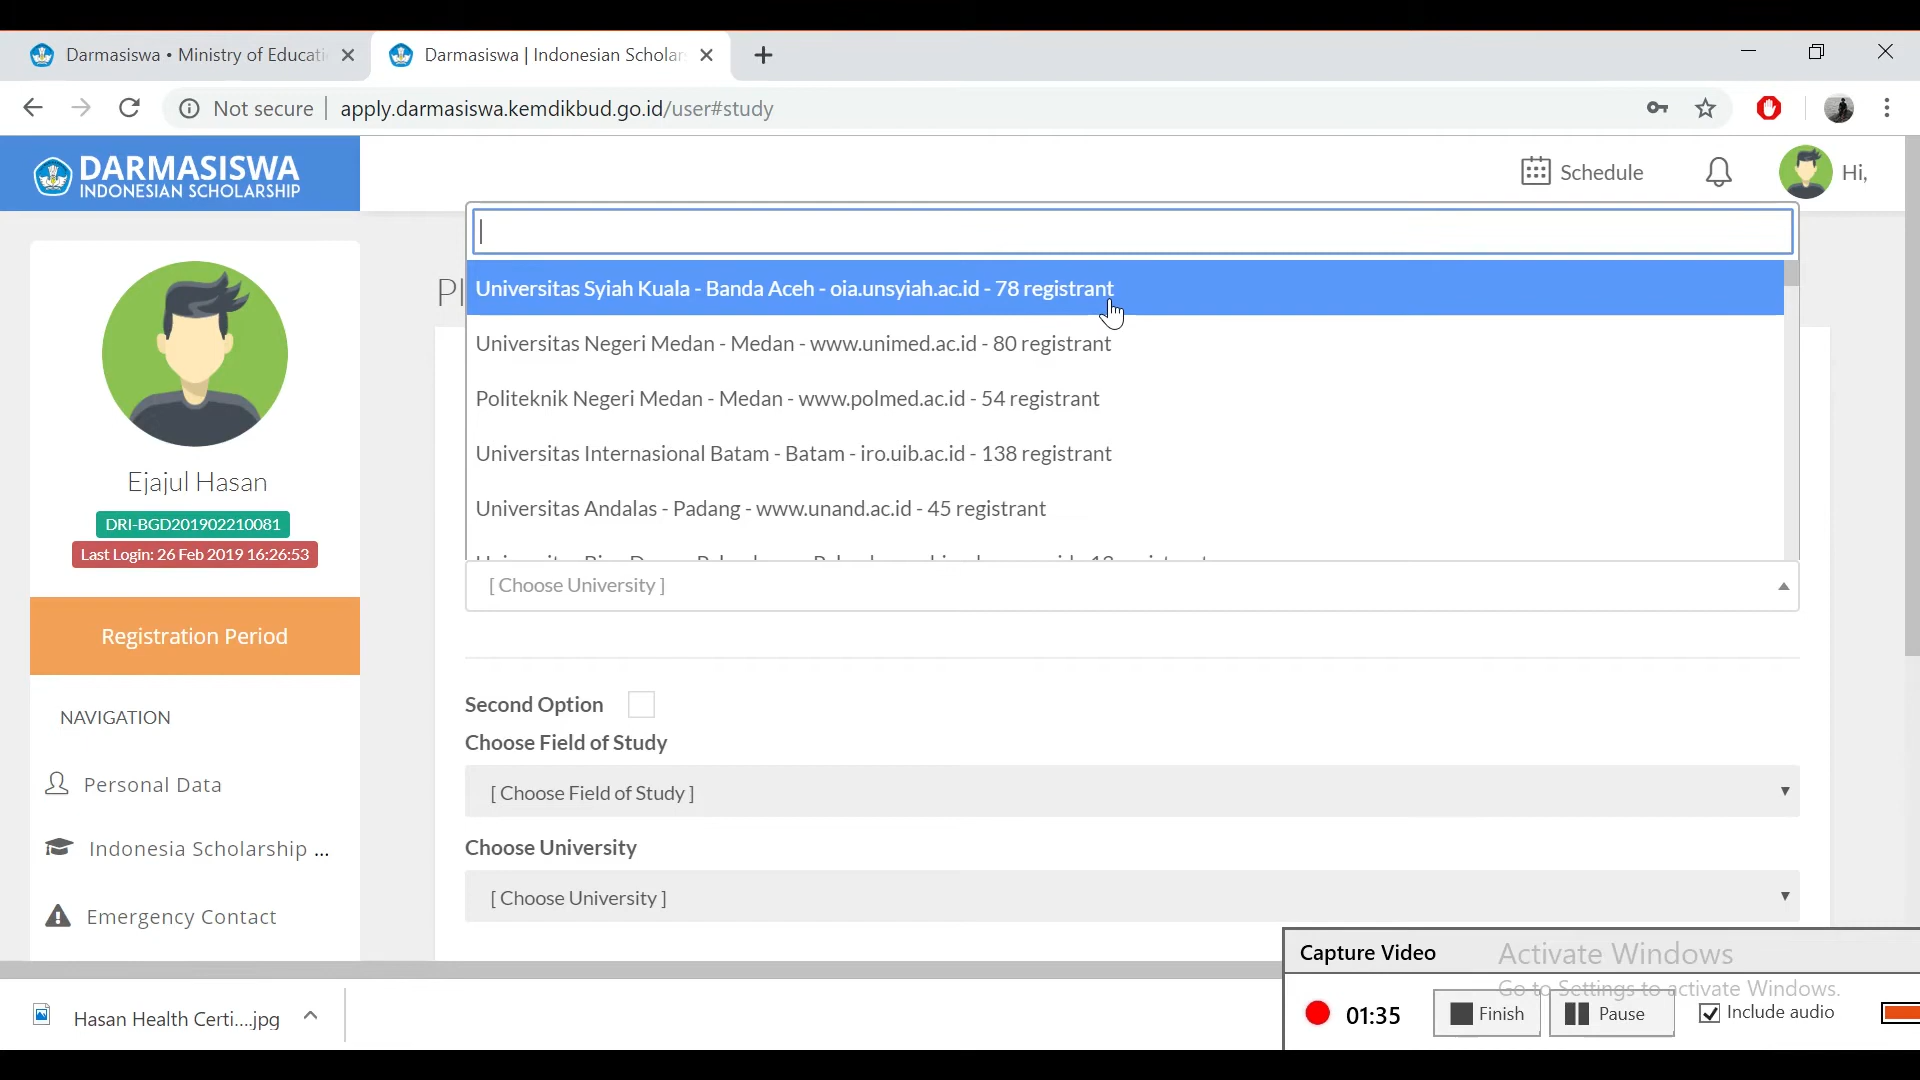 Darmasiswa • Ministry of Educati
Darmasiswa | Indonesian Scholar
Not secure
apply.darmasiswa.kemdikbud.go.id/user#study
DARMASISWA
INDONESIAN SCHOLARSHIP
Schedule
Hi,
Pl
Universitas Syiah Kuala - Banda Aceh - oia.unsyiah.ac.id - 78 registrant
Universitas Negeri Medan - Medan - www.unimed.ac.id - 80 registrant
Politeknik Negeri Medan - Medan - www.polmed.ac.id - 54 registrant
Universitas Internasional Batam - Batam - iro.uib.ac.id - 138 registrant
Universitas Andalas - Padang - www.unand.ac.id - 45 registrant
[ Choose University ]
Ejajul Hasan
DRI-BGD201902210081
Last Login: 26 Feb 2019 16:26:53
Registration Period
NAVIGATION
Personal Data
Indonesia Scholarship ...
Emergency Contact
Second Option
Choose Field of Study
[ Choose Field of Study ]
Choose University
[ Choose University ]
Capture Video
Activate Windows
Go to Settings to activate Windows.
01:35
Finish
Pause
Include audio
Hasan Health Certi....jpg